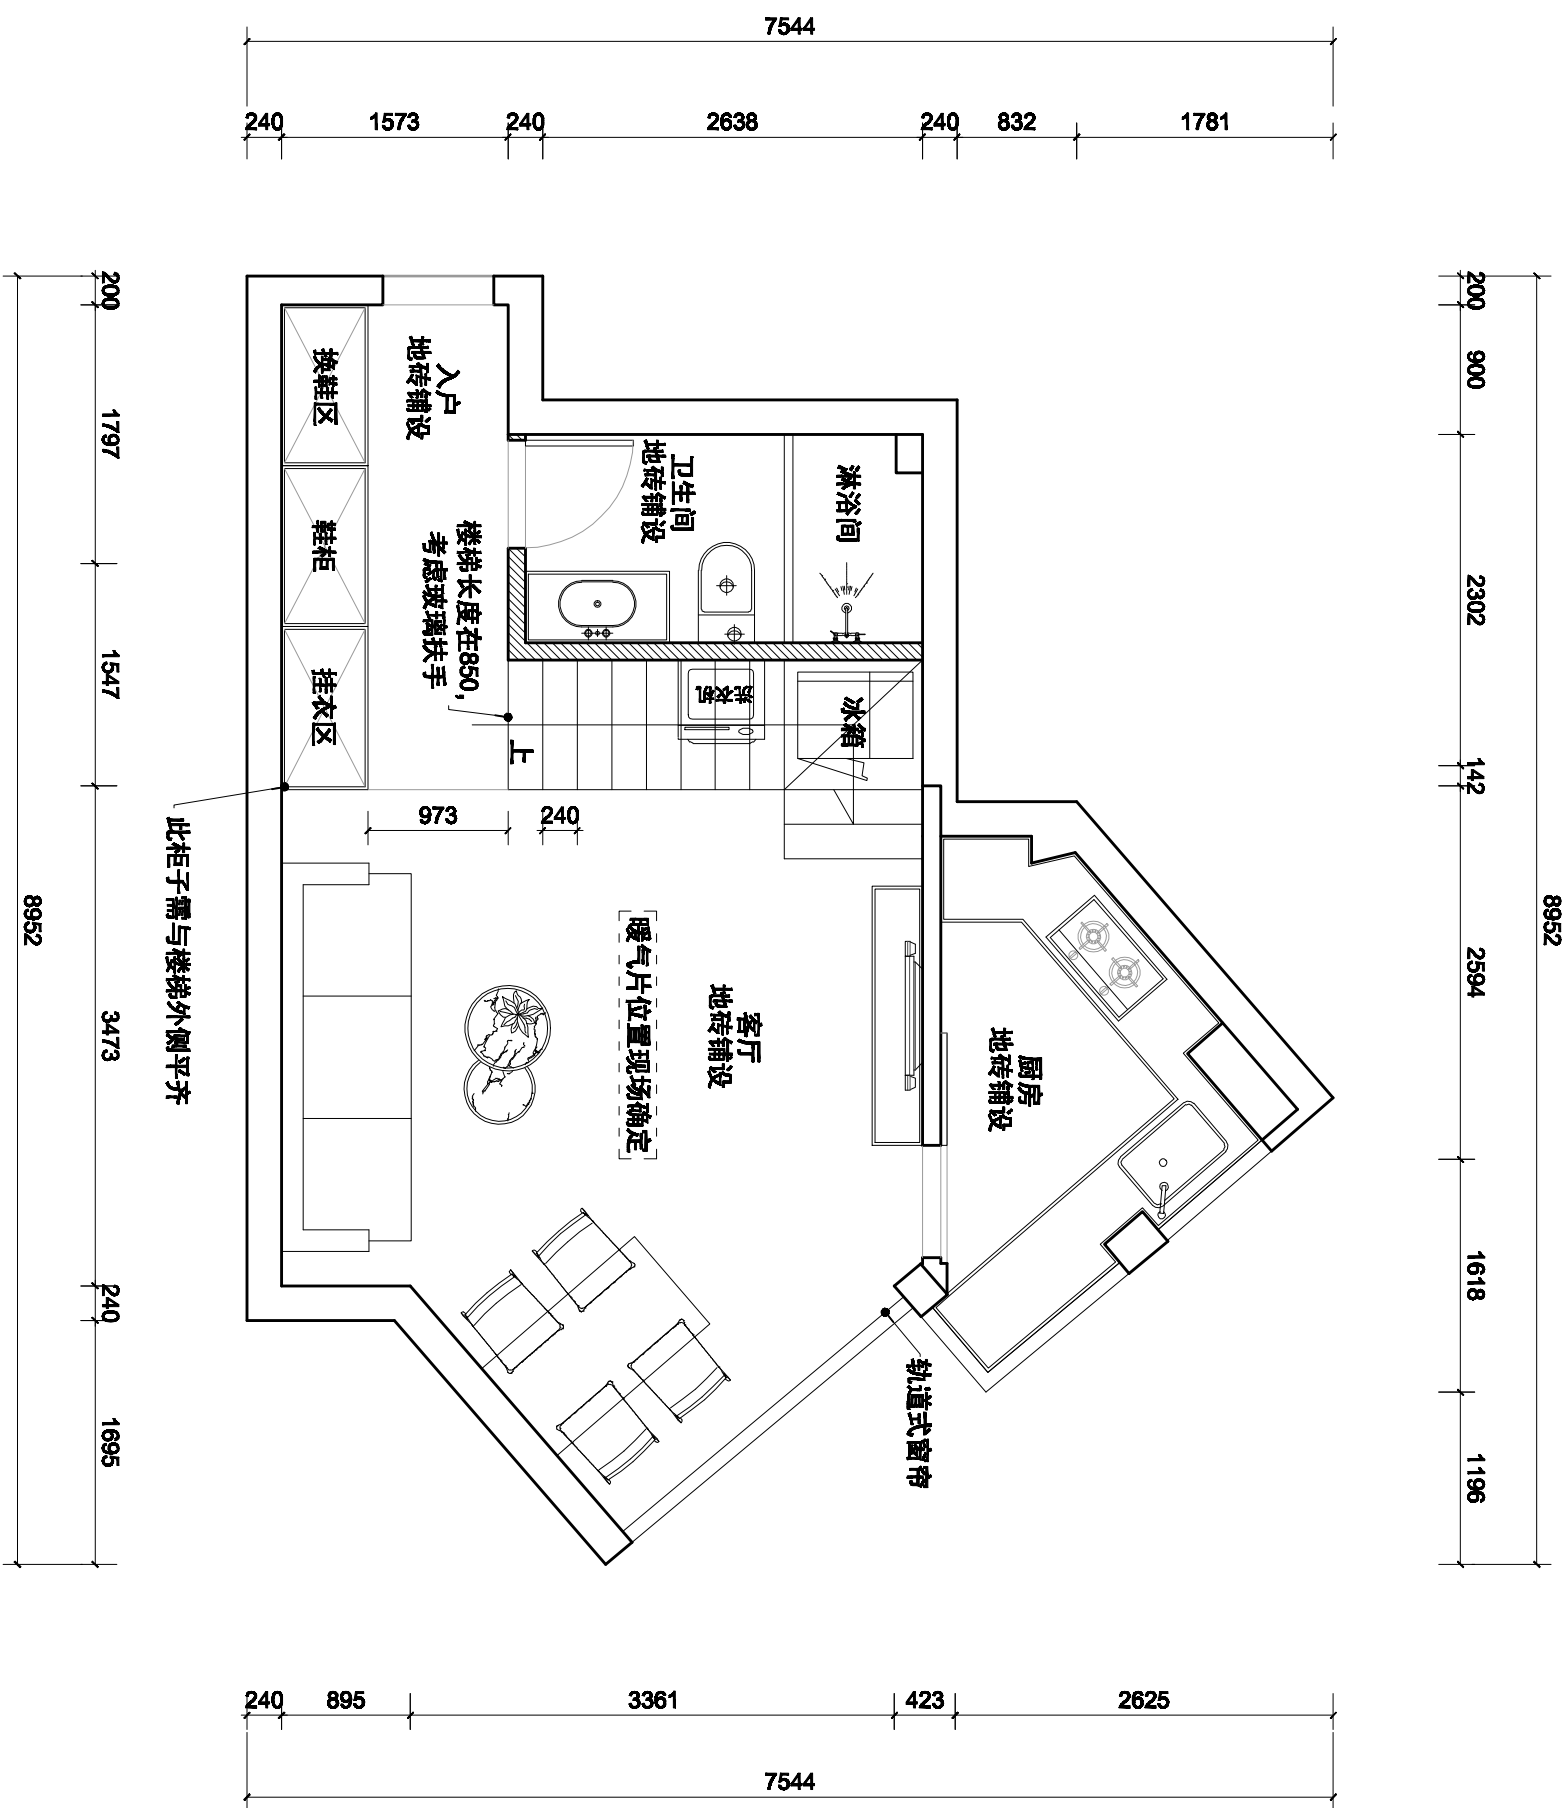 7544
240
1573
240
2638
240
832
1781
200
1797
1547
3473
240
1695
8952
200
900
2302
142
2594
1618
1196
8952
换鞋区
鞋柜
挂衣区
入户
地砖铺设
卫生间
地砖铺设
淋浴间
楼梯长度在850,
考虑玻璃扶手
上
洗衣机
冰箱
973
240
此柜子需与楼梯外侧平齐
暖气片位置现场确定
客厅
地砖铺设
厨房
地砖铺设
轨道式窗帘
240
895
3361
423
2625
7544